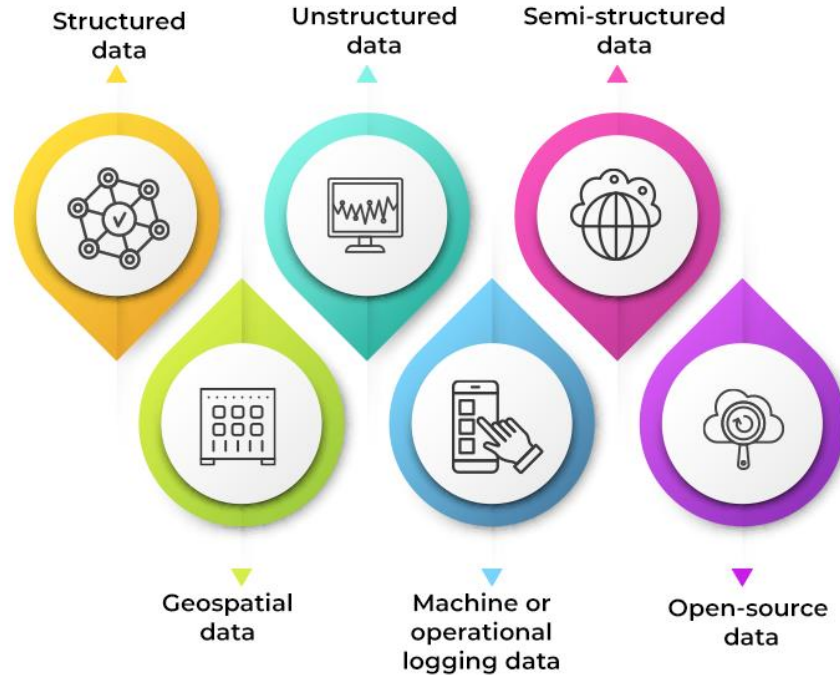 Structured
data
Unstructured
data
Semi-structured
data
Geospatial
data
Machine or
operational
logging data
Open-source
data